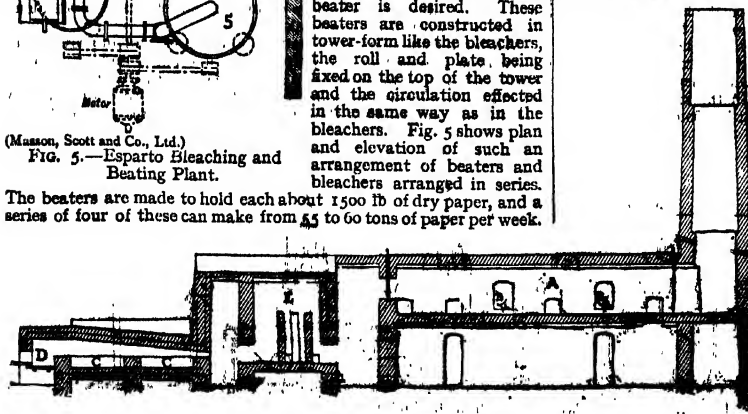 5
Motor
(Masson, Scott and Co., Ltd.)
FIG. 5.—Esparto Bleaching and
Beating Plant.
beater is desired. These
beaters are constructed in
tower-form like the bleachers,
the roll and plate being
fixed on the top of the tower
and the circulation effected
in the same way as in the
bleachers. Fig. 5 shows plan
and elevation of such an
arrangement of beaters and
bleachers arranged in series.
The beaters are made to hold each about 1500 lb of dry paper, and a
series of four of these can make from 55 to 60 tons of paper per week.
A
E
D
C C